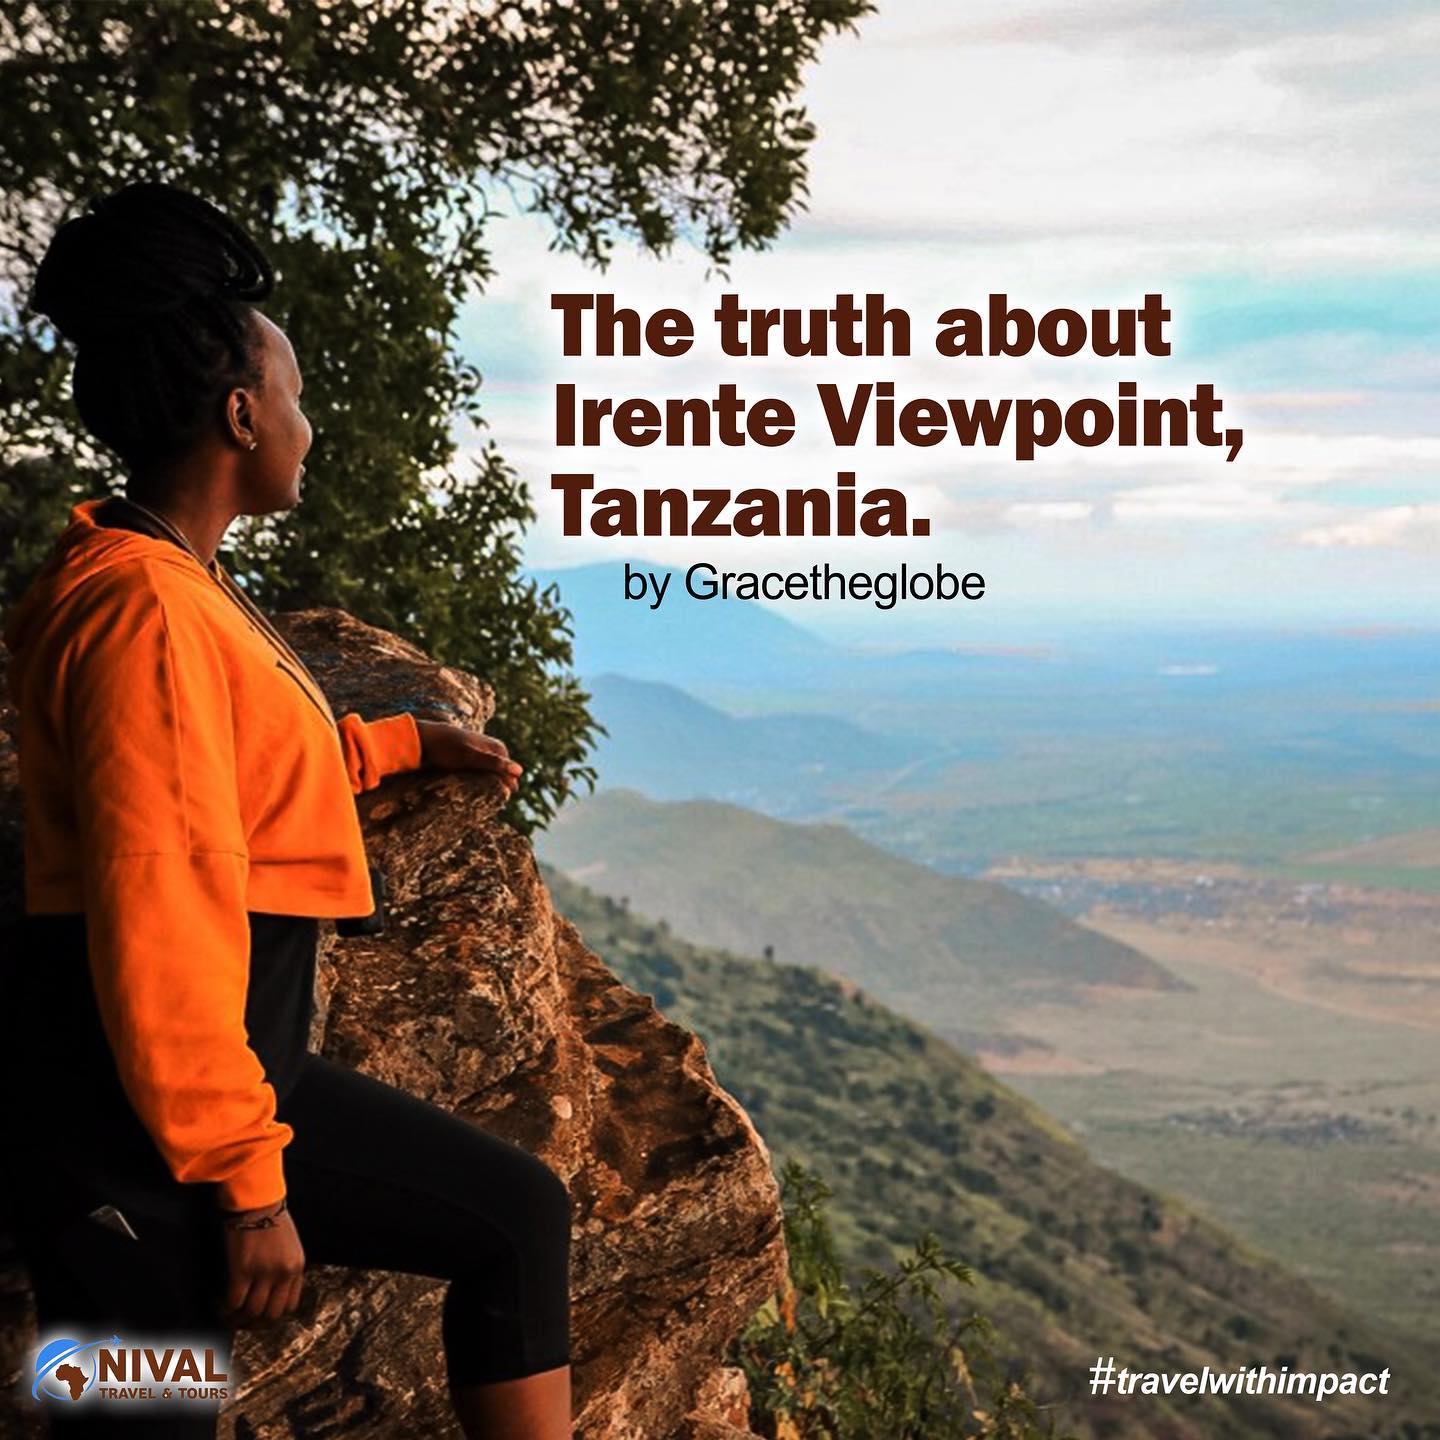 The truth about
Irente Viewpoint,
Tanzania.
by Gracetheglobe
NIVAL
TRAVEL & TOURS
#travelwithimpact